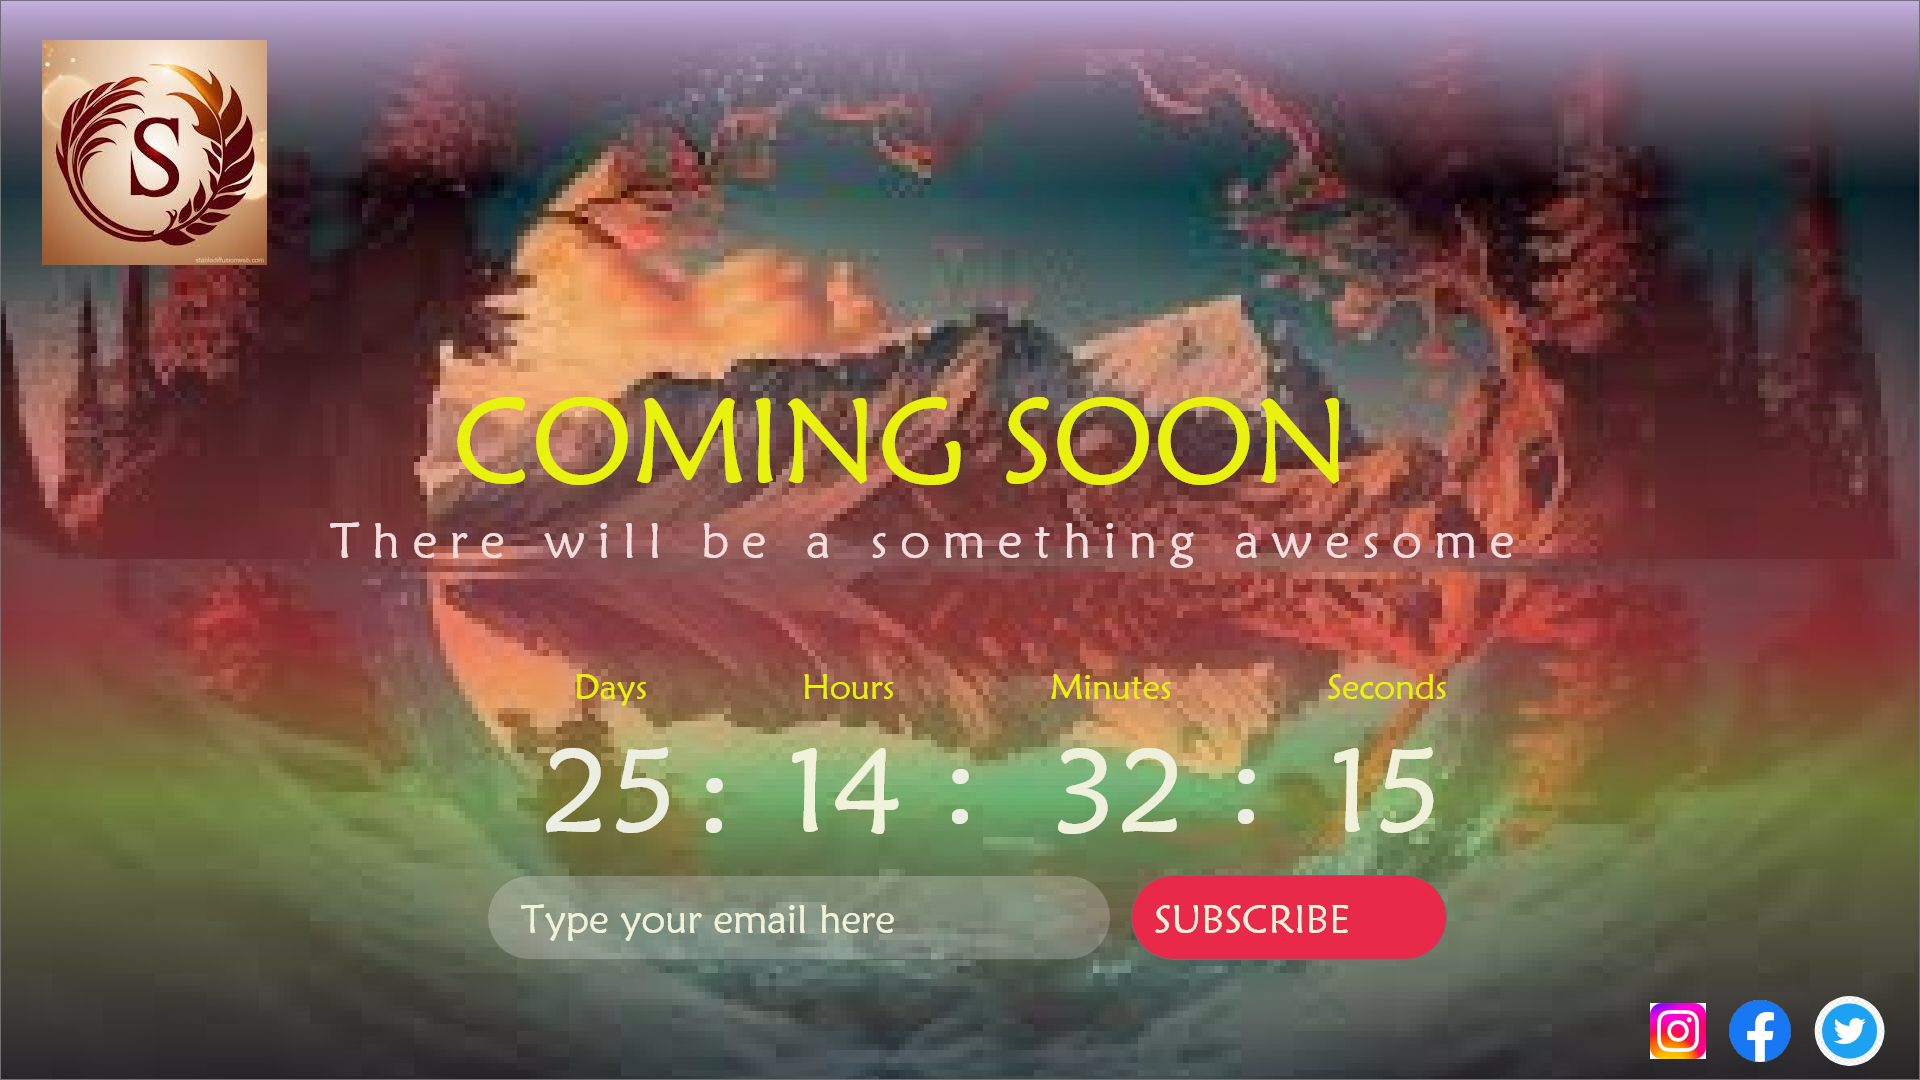 S
stablediffusionweb.com
COMING SOON
There will be a something awesome
Days Hours Minutes Seconds
25 : 14 : 32 : 15
Type your email here
SUBSCRIBE